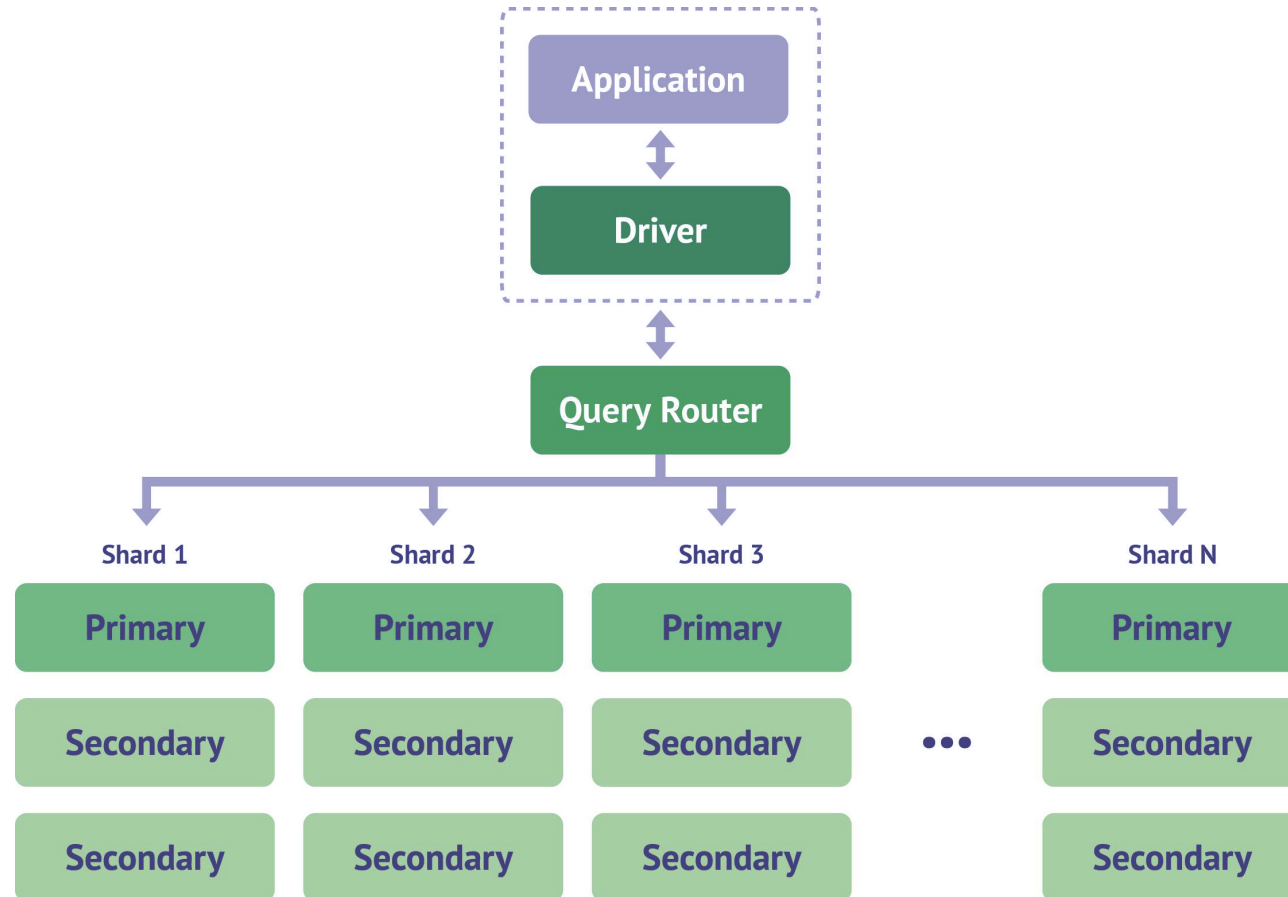 Application
Driver
Query Router
Shard 1 Shard 2 Shard 3 Shard N
Primary Primary Primary Primary
Secondary Secondary Secondary ••• Secondary
Secondary Secondary Secondary Secondary